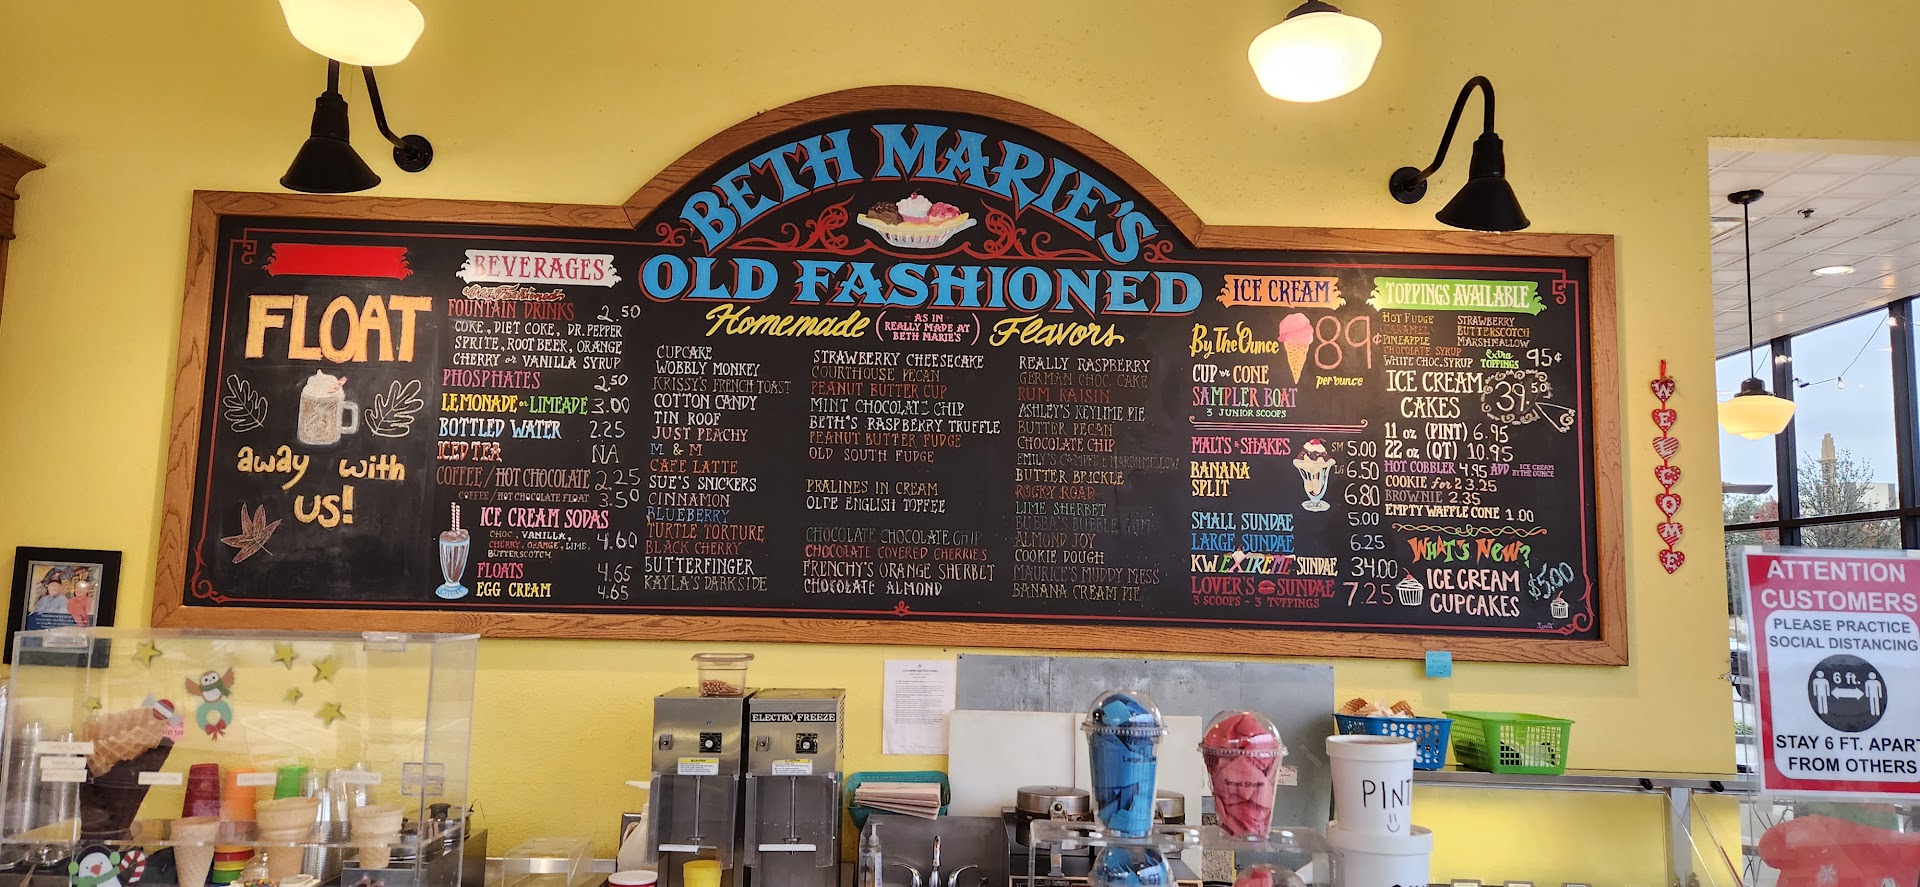 BETH MARIE'S
OLD FASHIONED
Homemade (AS IN REALLY MADE AT BETH MARIE'S) Flavors
FLOAT
away with
us!
BEVERAGES
Old Fashioned
FOUNTAIN DRINKS 2.50
COKE, DIET COKE, DR. PEPPER
SPRITE, ROOT BEER, ORANGE
CHERRY or VANILLA SYRUP
PHOSPHATES 2.50
LEMONADE or LIMEADE 3.00
BOTTLED WATER 2.25
ICED TEA NA
COFFEE/HOT CHOCOLATE 2.25
COFFEE/HOT CHOCOLATE FLOAT 3.50
ICE CREAM SODAS
CHOC, VANILLA, 4.60
CHERRY, ORANGE, LIME,
BUTTERSCOTCH
FLOATS 4.65
EGG CREAM 4.65
CUPCAKE
WOBBLY MONKEY
KRISSY'S FRENCH TOAST
COTTON CANDY
TIN ROOF
JUST PEACHY
M & M
CAFE LATTE
SUE'S SNICKERS
CINNAMON
BLUEBERRY
TURTLE TORTURE
BLACK CHERRY
BUTTERFINGER
KAYLA'S DARKSIDE
STRAWBERRY CHEESECAKE
COURTHOUSE PECAN
PEANUT BUTTER CUP
MINT CHOCOLATE CHIP
BETH'S RASPBERRY TRUFFLE
PEANUT BUTTER FUDGE
OLD SOUTH FUDGE
PRALINES IN CREAM
OLDE ENGLISH TOFFEE
CHOCOLATE CHOCOLATE CHIP
CHOCOLATE COVERED CHERRIES
FRENCHY'S ORANGE SHERBET
CHOCOLATE ALMOND
REALLY RASPBERRY
GERMAN CHOC. CAKE
RUM RAISIN
ASHLEY'S KEYLIME PIE
BUTTER PECAN
CHOCOLATE CHIP
EMILY'S CAMPFIRE MARSHMALLOW
BUTTER BRICKLE
ROCKY ROAD
LIME SHERBET
BUBBA'S BUBBLE GUM
ALMOND JOY
COOKIE DOUGH
MAURICE'S MUDDY MESS
BANANA CREAM PIE
ICE CREAM
By The Ounce 89¢
per ounce
CUP or CONE
SAMPLER BOAT
3 JUNIOR SCOOPS
MALTS & SHAKES SM 5.00
LG 6.50
BANANA
SPLIT 6.80
SMALL SUNDAE 5.00
LARGE SUNDAE 6.25
KW EXTREME SUNDAE 34.00
LOVER'S SUNDAE 7.25
3 SCOOPS - 3 TOPPINGS
TOPPINGS AVAILABLE
HOT FUDGE STRAWBERRY
CARAMEL BUTTERSCOTCH
PINEAPPLE MARSHMALLOW
CHOCOLATE SYRUP
WHITE CHOC. SYRUP
Extra TOPPINGS 95¢
ICE CREAM
CAKES 39.50
11 oz (PINT) 6.95
22 oz (QT) 10.95
HOT COBBLER 4.95 ADD ICE CREAM BY THE OUNCE
COOKIE for 2 3.25
BROWNIE 2.35
EMPTY WAFFLE CONE 1.00
WHAT'S NEW?
ICE CREAM
CUPCAKES $5.00
WELCOME
ATTENTION
CUSTOMERS
PLEASE PRACTICE
SOCIAL DISTANCING
6 ft.
STAY 6 FT. APART
FROM OTHERS
ELECTRO FREEZE
PINT